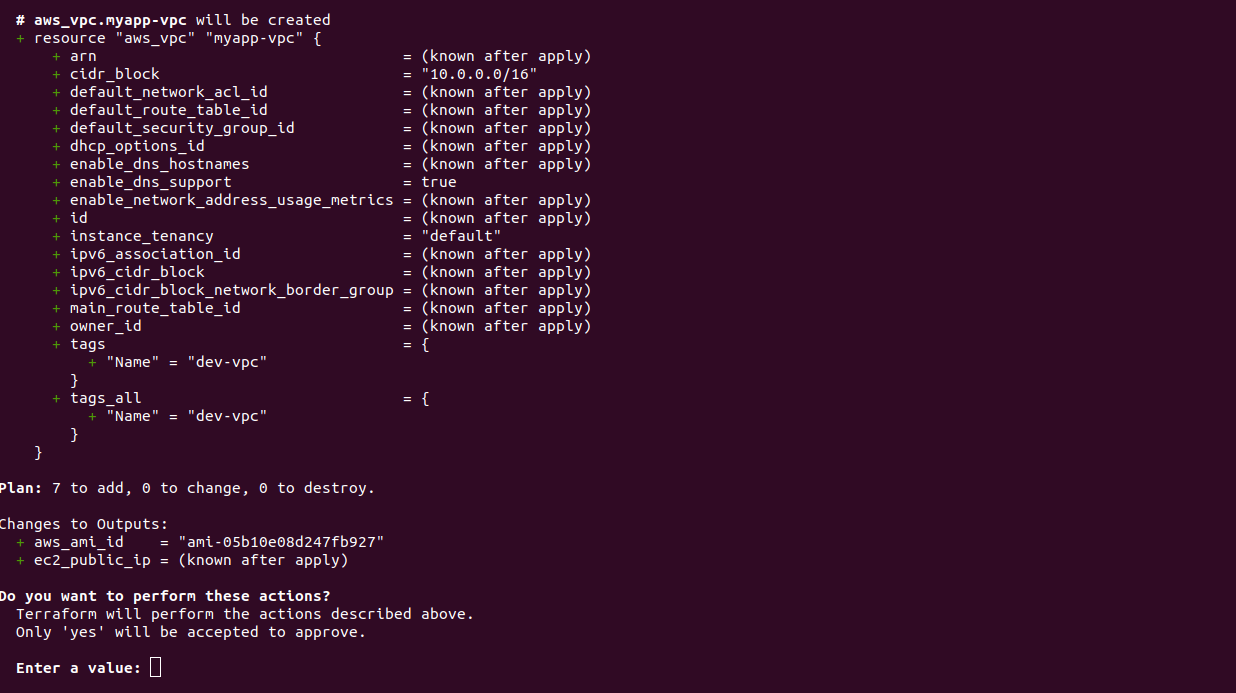 # aws_vpc.myapp-vpc will be created
+ resource "aws_vpc" "myapp-vpc" {
+ arn = (known after apply)
+ cidr_block = "10.0.0.0/16"
+ default_network_acl_id = (known after apply)
+ default_route_table_id = (known after apply)
+ default_security_group_id = (known after apply)
+ dhcp_options_id = (known after apply)
+ enable_dns_hostnames = (known after apply)
+ enable_dns_support = true
+ enable_network_address_usage_metrics = (known after apply)
+ id = (known after apply)
+ instance_tenancy = "default"
+ ipv6_association_id = (known after apply)
+ ipv6_cidr_block = (known after apply)
+ ipv6_cidr_block_network_border_group = (known after apply)
+ main_route_table_id = (known after apply)
+ owner_id = (known after apply)
+ tags = {
+ "Name" = "dev-vpc"
}
+ tags_all = {
+ "Name" = "dev-vpc"
}
}
Plan: 7 to add, 0 to change, 0 to destroy.
Changes to Outputs:
+ aws_ami_id = "ami-05b10e08d247fb927"
+ ec2_public_ip = (known after apply)
Do you want to perform these actions?
Terraform will perform the actions described above.
Only 'yes' will be accepted to approve.
Enter a value: